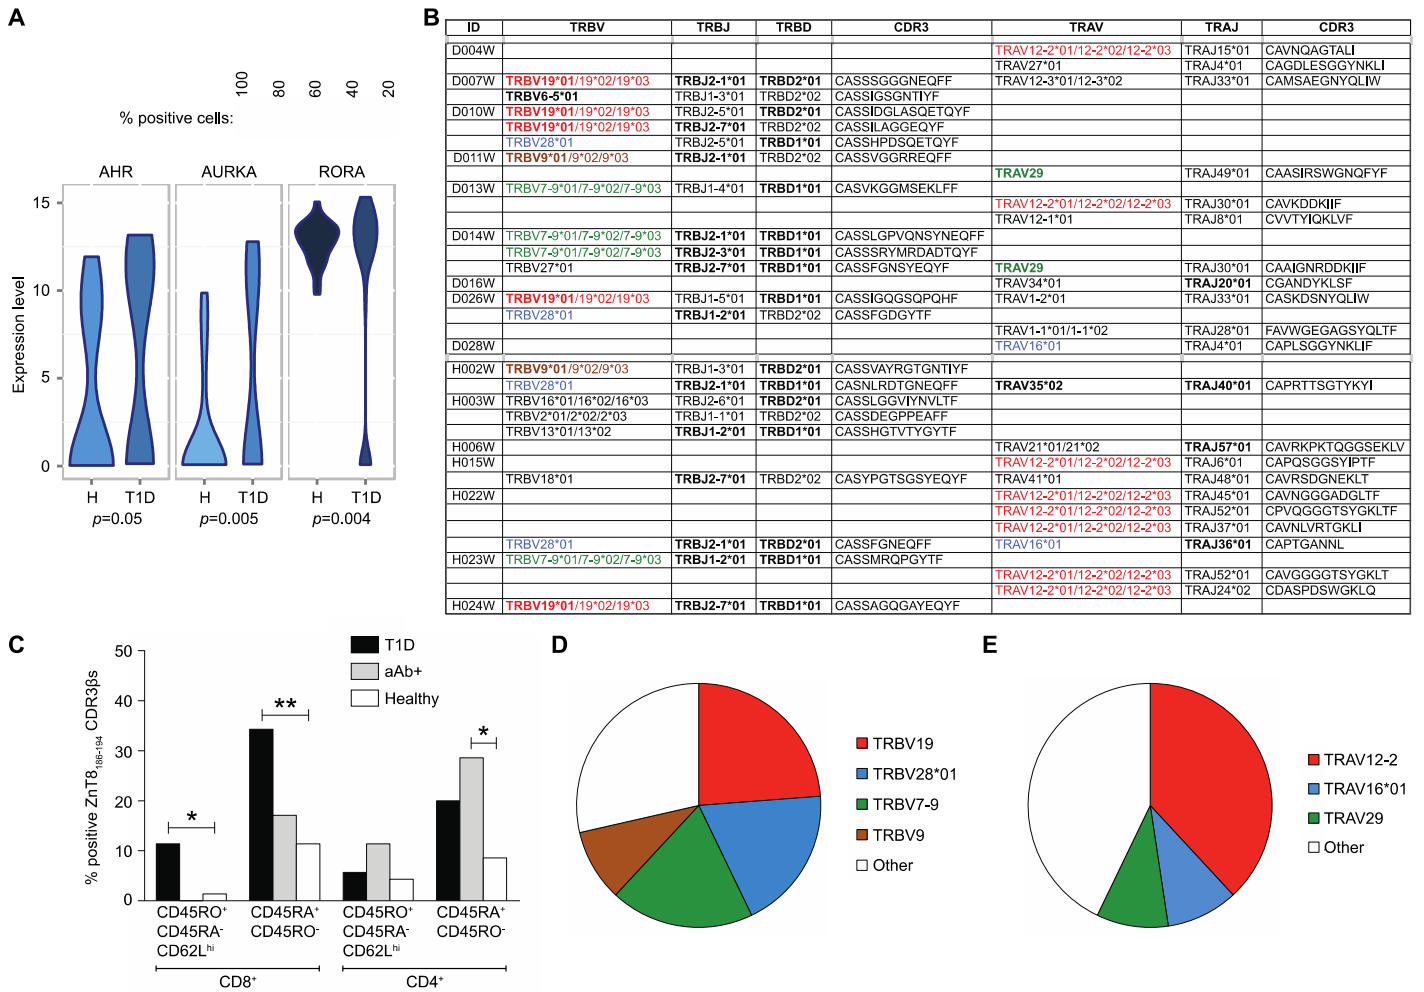 A
100
80
60
40
20
% positive cells:
AHR
AURKA
RORA
Expression level
15
10
5
0
H
T1D
H
T1D
H
T1D
p=0.05
p=0.005
p=0.004
B
ID TRBV TRBJ TRBD CDR3 TRAV TRAJ CDR3
D004W TRAV12-2*01/12-2*02/12-2*03 TRAJ15*01 CAVNQAGTALI
TRAV27*01 TRAJ4*01 CAGDLESGGYNKLI
D007W TRBV19*01/19*02/19*03 TRBJ2-1*01 TRBD2*01 CASSSGGGNEQFF TRAV12-3*01/12-3*02 TRAJ33*01 CAMSAEGNYQLIW
TRBV6-5*01 TRBJ1-3*01 TRBD2*02 CASSIGSGNTIYF
D010W TRBV19*01/19*02/19*03 TRBJ2-5*01 TRBD2*01 CASSIDGLASQETQYF
TRBV19*01/19*02/19*03 TRBJ2-7*01 TRBD2*02 CASSILAGGEQYF
TRBV28*01 TRBJ2-5*01 TRBD1*01 CASSHPDSQETQYF
D011W TRBV9*01/9*02/9*03 TRBJ2-1*01 TRBD2*02 CASSVGGRREQFF
TRAV29 TRAJ49*01 CAASIRSWGNQFYF
D013W TRBV7-9*01/7-9*02/7-9*03 TRBJ1-4*01 TRBD1*01 CASVKGGMSEKLFF
TRAV12-2*01/12-2*02/12-2*03 TRAJ30*01 CAVKDDKIIF
TRAV12-1*01 TRAJ8*01 CVVTYIQKLVF
D014W TRBV7-9*01/7-9*02/7-9*03 TRBJ2-1*01 TRBD1*01 CASSLGPVQNSYNEQFF
TRBV7-9*01/7-9*02/7-9*03 TRBJ2-3*01 TRBD1*01 CASSSRYMRDADTQYF
TRBV27*01 TRBJ2-7*01 TRBD1*01 CASSFGNSYEQYF TRAV29 TRAJ30*01 CAAIGNRDDKIIF
D016W TRAV34*01 TRAJ20*01 CGANDYKLSF
D026W TRBV19*01/19*02/19*03 TRBJ1-5*01 TRBD1*01 CASSIGQGSQPQHF TRAV1-2*01 TRAJ33*01 CASKDSNYQLIW
TRBV28*01 TRBJ1-2*01 TRBD2*02 CASSFGDGYTF
TRAV1-1*01/1-1*02 TRAJ28*01 FAVWGEGAGSYQLTF
D028W TRAV16*01 TRAJ4*01 CAPLSGGYNKLIF
H002W TRBV9*01/9*02/9*03 TRBJ1-3*01 TRBD2*01 CASSVAYRGTGNTIYF
TRBV28*01 TRBJ2-1*01 TRBD1*01 CASNLRDTGNEQFF TRAV35*02 TRAJ40*01 CAPRTTSGTYKYI
H003W TRBV16*01/16*02/16*03 TRBJ2-6*01 TRBD2*01 CASSLGGVIYNVLTF
TRBV2*01/2*02/2*03 TRBJ1-1*01 TRBD2*02 CASSDEGPPEAFF
TRBV13*01/13*02 TRBJ1-2*01 TRBD1*01 CASSHGTVTYGYTF
H006W TRAV21*01/21*02 TRAJ57*01 CAVRKPKTQGGSEKLV
H015W TRAV12-2*01/12-2*02/12-2*03 TRAJ6*01 CAPQSGGSYIPTF
TRBV18*01 TRBJ2-7*01 TRBD2*02 CASYPGTSGSYEQYF TRAV41*01 TRAJ48*01 CAVRSDGNEKLT
H022W TRAV12-2*01/12-2*02/12-2*03 TRAJ45*01 CAVNGGGADGLTF
TRAV12-2*01/12-2*02/12-2*03 TRAJ52*01 CPVQGGGTSYGKLTF
TRAV12-2*01/12-2*02/12-2*03 TRAJ37*01 CAVNLVRTGKLI
TRBV28*01 TRBJ2-1*01 TRBD2*01 CASSFGNEQFF TRAV16*01 TRAJ36*01 CAPTGANNL
H023W TRBV7-9*01/7-9*02/7-9*03 TRBJ1-2*01 TRBD1*01 CASSMRQPGYTF
TRAV12-2*01/12-2*02/12-2*03 TRAJ52*01 CAVGGGGTSYGKLT
TRAV12-2*01/12-2*02/12-2*03 TRAJ24*02 CDASPDSWGKLQ
H024W TRBV19*01/19*02/19*03 TRBJ2-7*01 TRBD1*01 CASSAGQGAYEQYF
C
T1D
aAb+
Healthy
% positive ZnT8186-194 CDR3βs
50
40
30
20
10
0
*
**
*
CD45RO+
CD45RA-
CD62Lhi
CD45RA+
CD45RO-
CD45RO+
CD45RA-
CD62Lhi
CD45RA+
CD45RO-
CD8+
CD4+
D
TRBV19
TRBV28*01
TRBV7-9
TRBV9
Other
E
TRAV12-2
TRAV16*01
TRAV29
Other